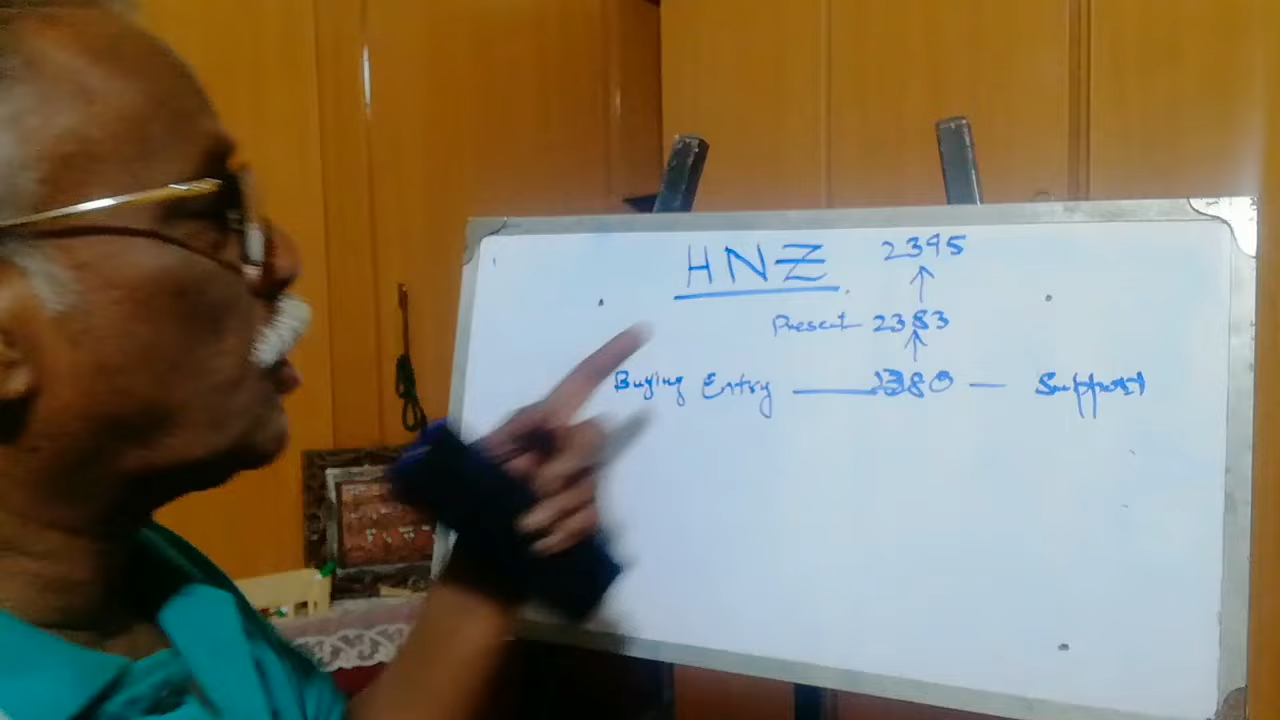 HNZ 2395
Present — 2383
Buying Entry — 2380 — Support